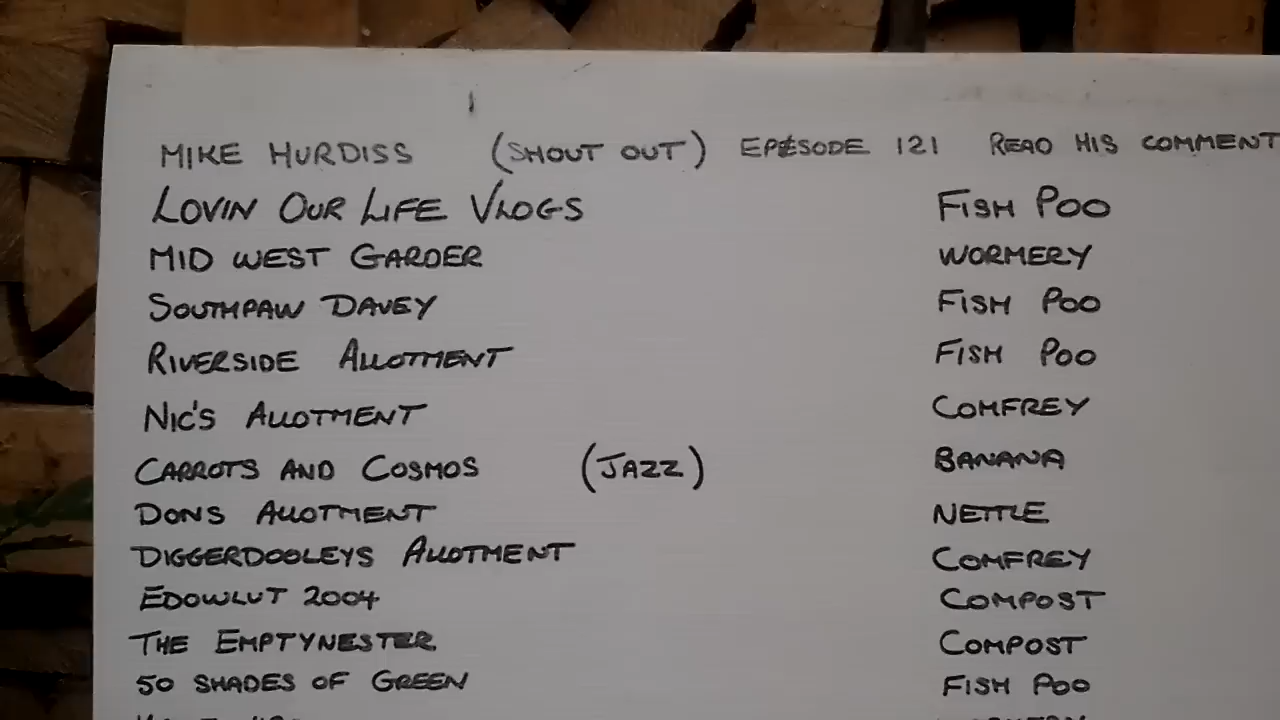 MIKE HURDISS (SHOUT OUT) EPISODE 121 READ HIS COMMENT
LOVIN OUR LIFE VLOGS FISH POO
MID WEST GARDER WORMERY
SOUTHPAW DAVEY FISH POO
RIVERSIDE ALLOTMENT FISH POO
NIC'S ALLOTMENT COMFREY
CARROTS AND COSMOS (JAZZ) BANANA
DONS ALLOTMENT NETTLE
DIGGERDOOLEYS ALLOTMENT COMFREY
EDOWLUT 2004 COMPOST
THE EMPTYNESTER COMPOST
50 SHADES OF GREEN FISH POO